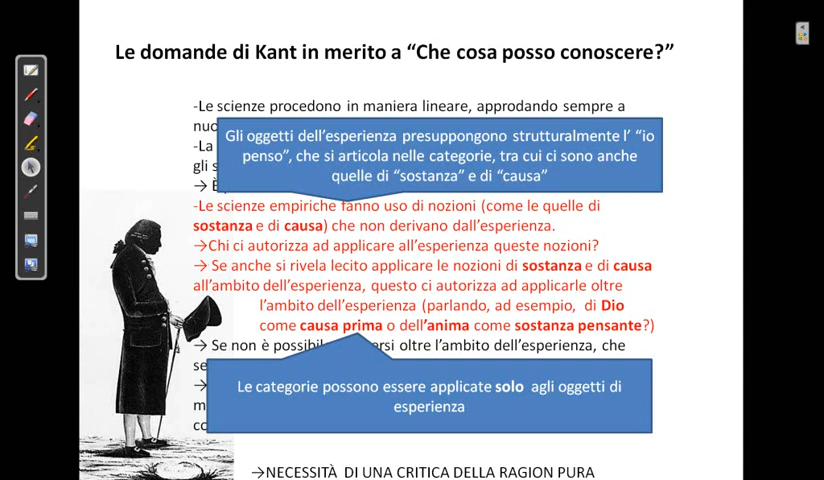 Le domande di Kant in merito a “Che cosa posso conoscere?”
-Le scienze procedono in maniera lineare, approdando sempre a
Gli oggetti dell’esperienza presuppongono strutturalmente l’ “io
penso”, che si articola nelle categorie, tra cui ci sono anche
quelle di “sostanza” e di “causa”
-La
gli
→ È
-Le scienze empiriche fanno uso di nozioni (come le quelle di
sostanza e di causa) che non derivano dall’esperienza.
→Chi ci autorizza ad applicare all’esperienza queste nozioni?
→ Se anche si rivela lecito applicare le nozioni di sostanza e di causa
all’ambito dell’esperienza, questo ci autorizza ad applicarle oltre
l’ambito dell’esperienza (parlando, ad esempio, di Dio
come causa prima o dell’anima come sostanza pensante?)
→ Se non è oltre l’ambito dell’esperienza, che
Le categorie possono essere applicate solo agli oggetti di
esperienza
→
→NECESSITÀ DI UNA CRITICA DELLA RAGION PURA